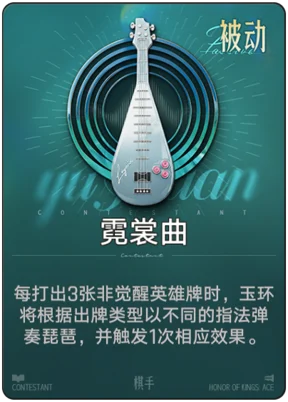 被动
CONTESTANT
霓裳曲
Contestant
每打出3张非觉醒英雄牌时，玉环
将根据出牌类型以不同的指法弹
奏琵琶，并触发1次相应效果。
CONTESTANT
棋手
HONOR OF KINGS: ACE